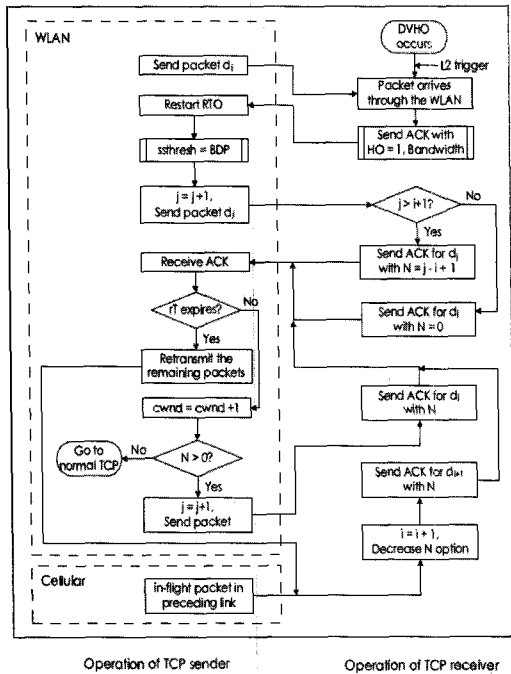 WLAN
Send packet di
Restart RTO
ssthresh = BDP
j = j+1,
Send packet dj
Receive ACK
rT expires?
No
Yes
Retransmit the
remaining packets
cwnd = cwnd +1
Go to
normal TCP
No
N > 0?
Yes
j = j+1,
Send packet
Cellular
in-flight packet in
preceding link
DVHO
occurs
L2 trigger
Packet arrives
through the WLAN
Send ACK with
HO = 1, Bandwidth
j > i+1?
No
Yes
Send ACK for dj
with N = j - i + 1
Send ACK for di
with N = 0
Send ACK for dj
with N
Send ACK for di+1
with N
i = i + 1,
Decrease N option
Operation of TCP sender
Operation of TCP receiver